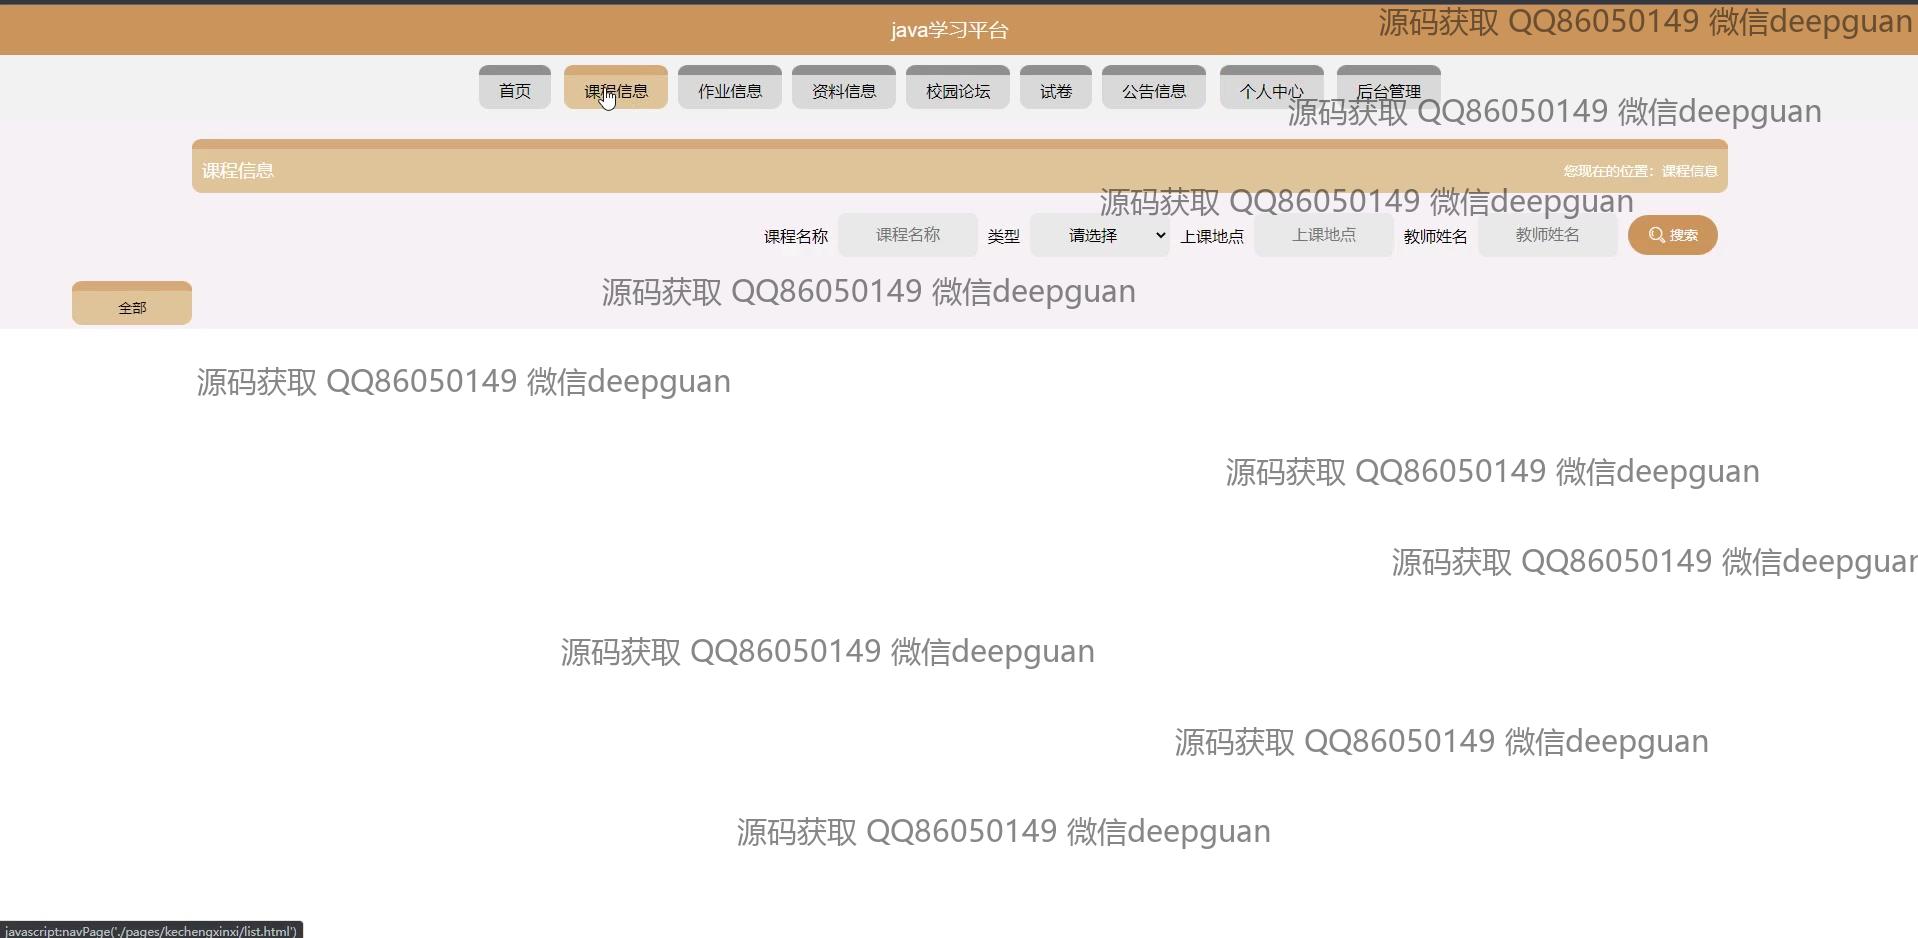 java学习平台
源码获取 QQ86050149 微信deepguan
首页 课程信息 作业信息 资料信息 校园论坛 试卷 公告信息 个人中心 后台管理
源码获取 QQ86050149 微信deepguan
课程信息
您现在的位置：课程信息
源码获取 QQ86050149 微信deepguan
课程名称 课程名称 类型 请选择 上课地点 上课地点 教师姓名 教师姓名 搜索
源码获取 QQ86050149 微信deepguan
全部
源码获取 QQ86050149 微信deepguan
源码获取 QQ86050149 微信deepguan
源码获取 QQ86050149 微信deepguan
源码获取 QQ86050149 微信deepguan
源码获取 QQ86050149 微信deepguan
源码获取 QQ86050149 微信deepguan
javascript:navPage('./pages/kechengxinxi/list.html')